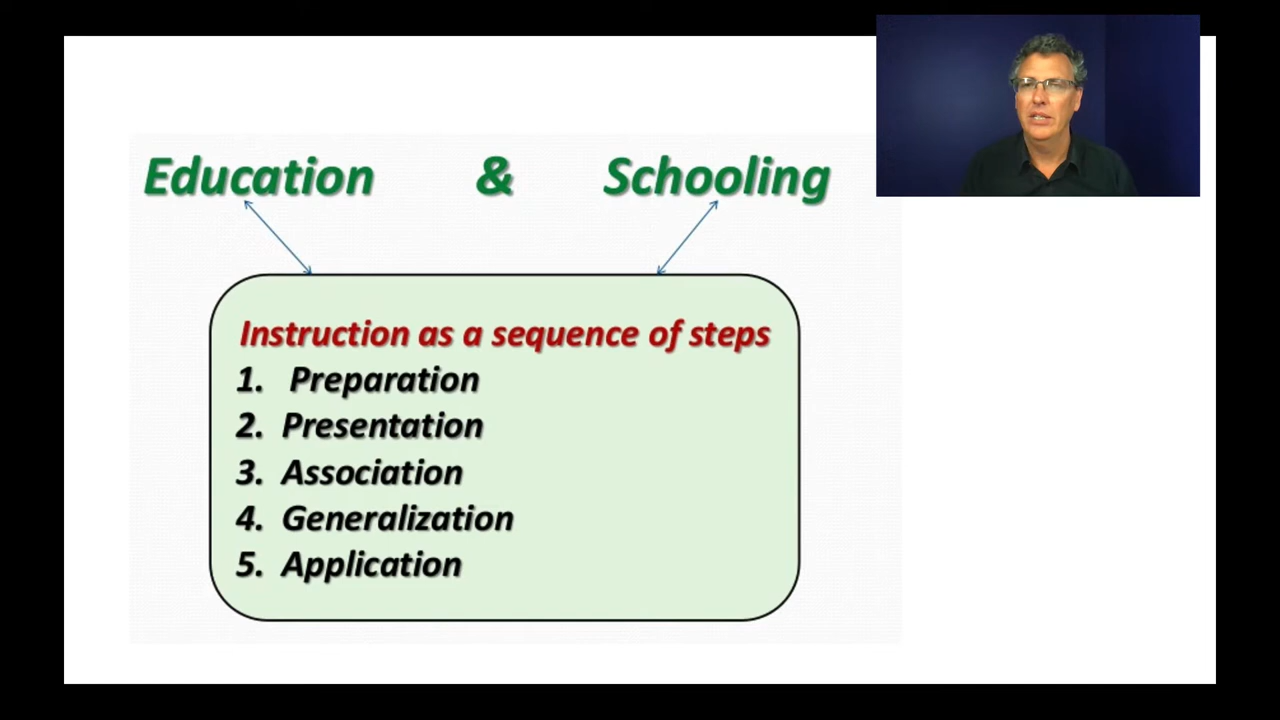 Education & Schooling
Instruction as a sequence of steps
1. Preparation
2. Presentation
3. Association
4. Generalization
5. Application